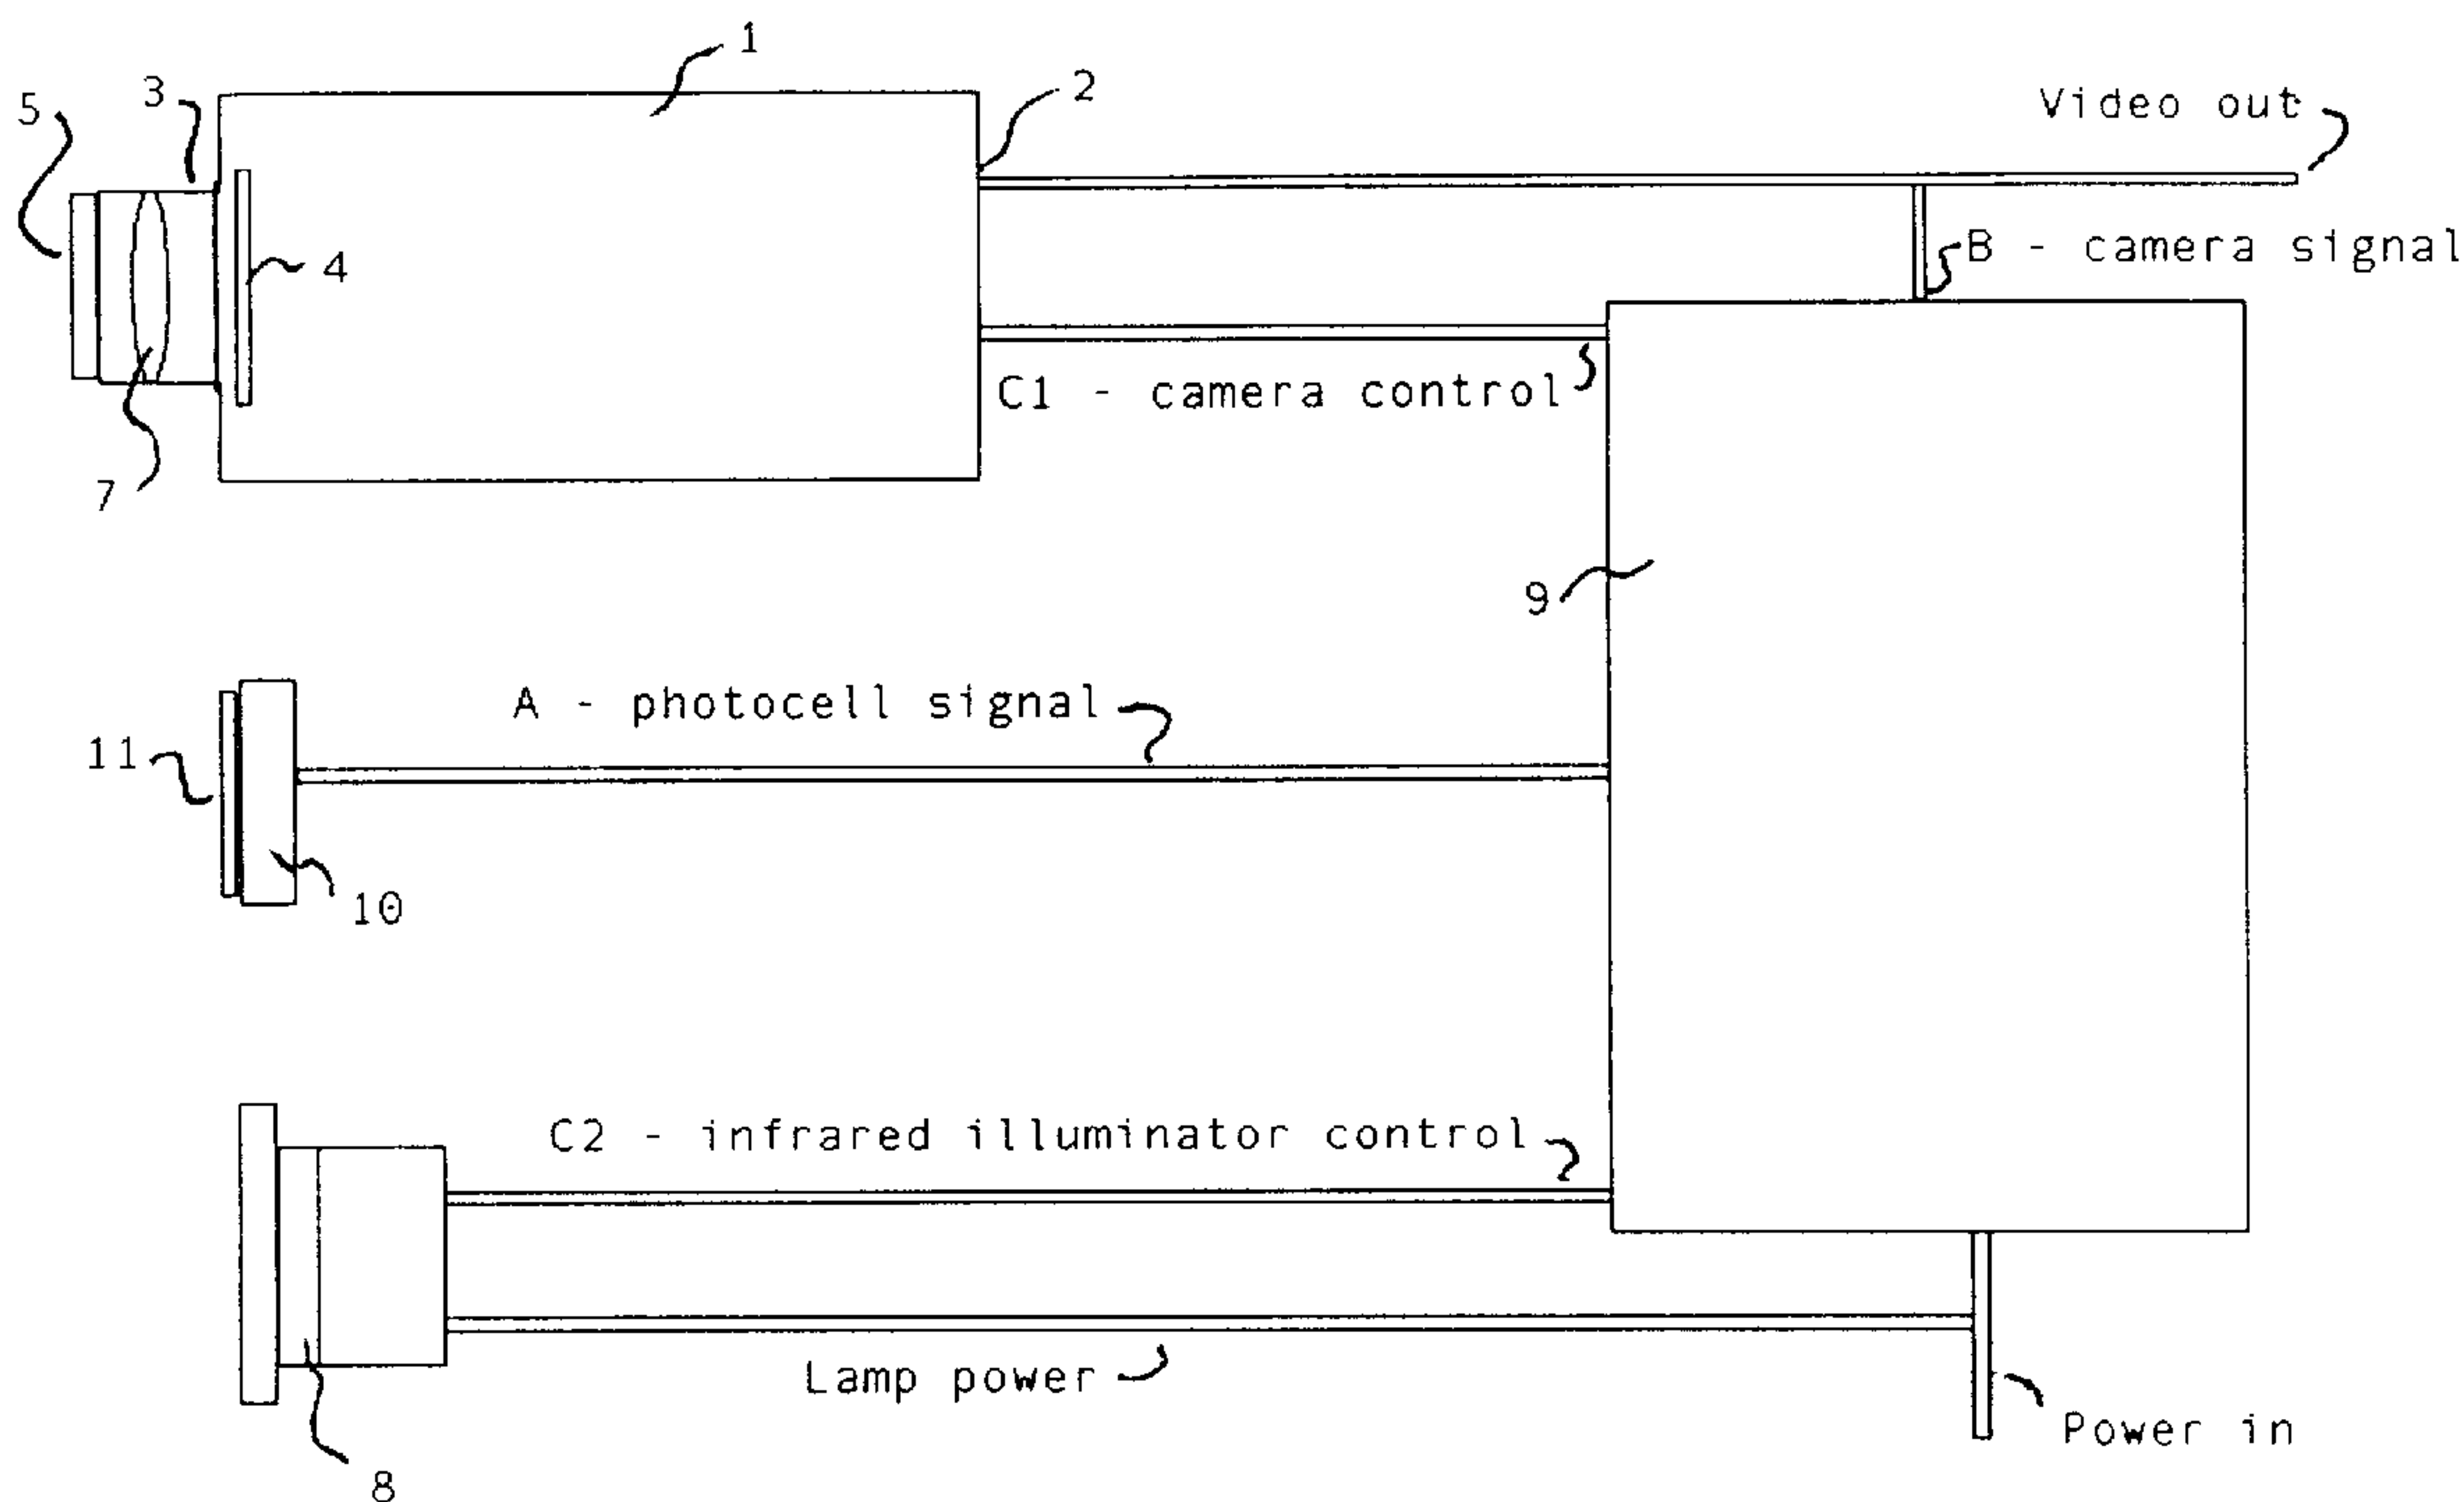 1
2
3
5
Video out
B - camera signal
4
C1 - camera control
7
9
A - photocell signal
11
10
C2 - infrared illuminator control
Lamp power
Power in
8